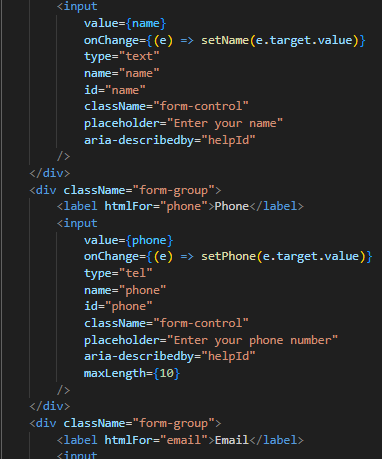 <input
value={name}
onChange={(e) => setName(e.target.value)}
type="text"
name="name"
id="name"
className="form-control"
placeholder="Enter your name"
aria-describedby="helpId"
/>
</div>
<div className="form-group">
<label htmlFor="phone">Phone</label>
<input
value={phone}
onChange={(e) => setPhone(e.target.value)}
type="tel"
name="phone"
id="phone"
className="form-control"
placeholder="Enter your phone number"
aria-describedby="helpId"
maxLength={10}
/>
</div>
<div className="form-group">
<label htmlFor="email">Email</label>
<input